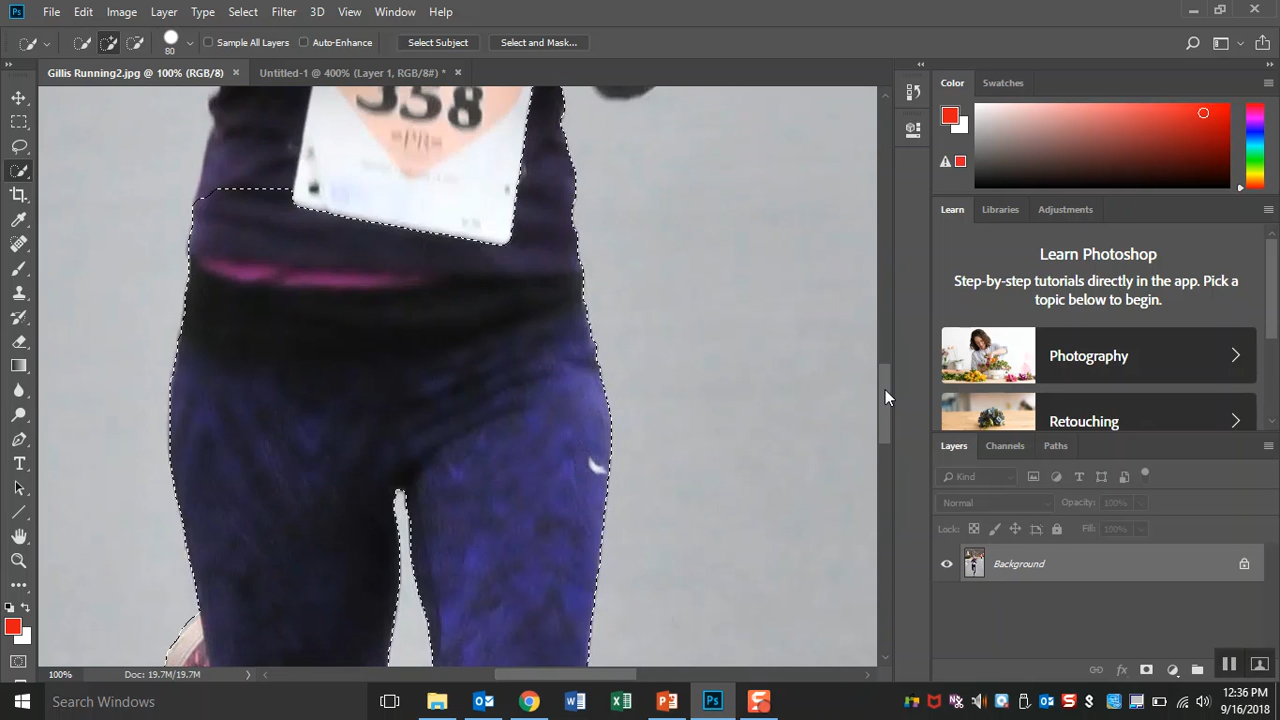 Ps File Edit Image Layer Type Select Filter 3D View Window Help
80 Sample All Layers Auto-Enhance Select Subject Select and Mask...
Gillis Running2.jpg @ 100% (RGB/8) × Untitled-1 @ 400% (Layer 1, RGB/8#) * ×
Color Swatches
358
=PR=
Learn Libraries Adjustments
Learn Photoshop
Step-by-step tutorials directly in the app. Pick a
topic below to begin.
Photography
Retouching
Layers Channels Paths
Kind
Normal Opacity: 100%
Lock: Fill: 100%
Background
100% Doc: 19.7M/19.7M
Search Windows
12:36 PM
9/16/2018